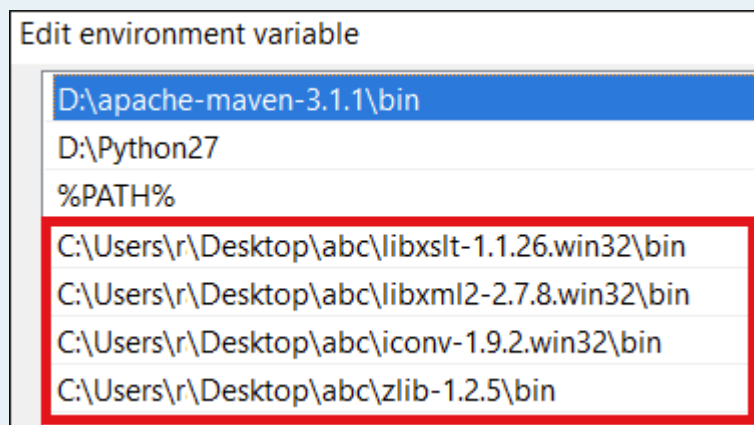 Edit environment variable
D:\apache-maven-3.1.1\bin
D:\Python27
%PATH%
C:\Users\r\Desktop\abc\libxslt-1.1.26.win32\bin
C:\Users\r\Desktop\abc\libxml2-2.7.8.win32\bin
C:\Users\r\Desktop\abc\iconv-1.9.2.win32\bin
C:\Users\r\Desktop\abc\zlib-1.2.5\bin